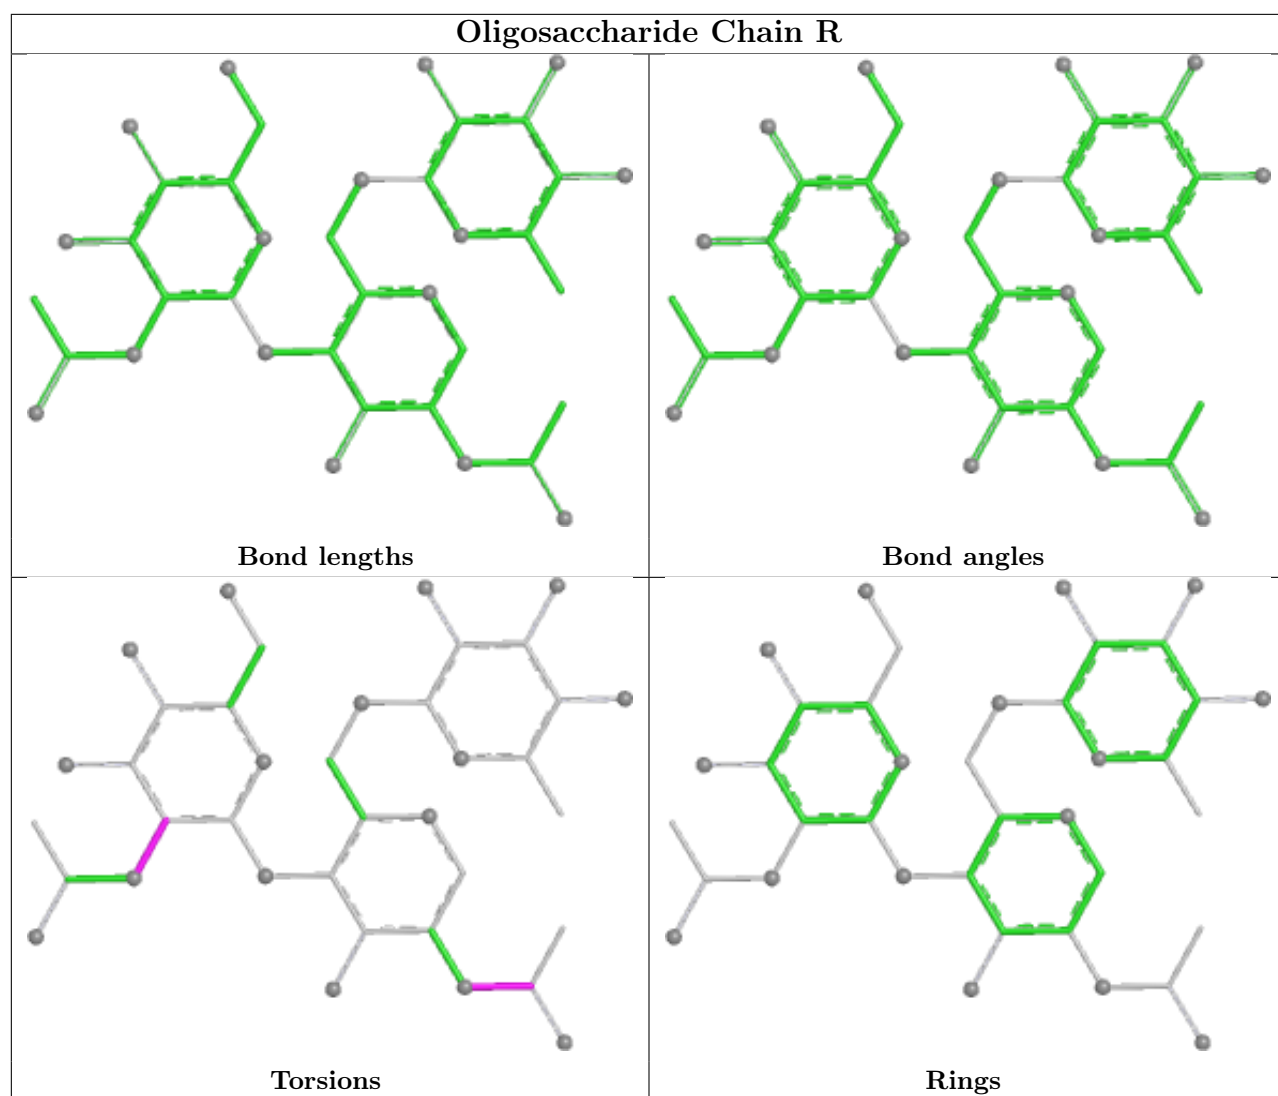 Oligosaccharide Chain R
Bond lengths
Bond angles
Torsions
Rings